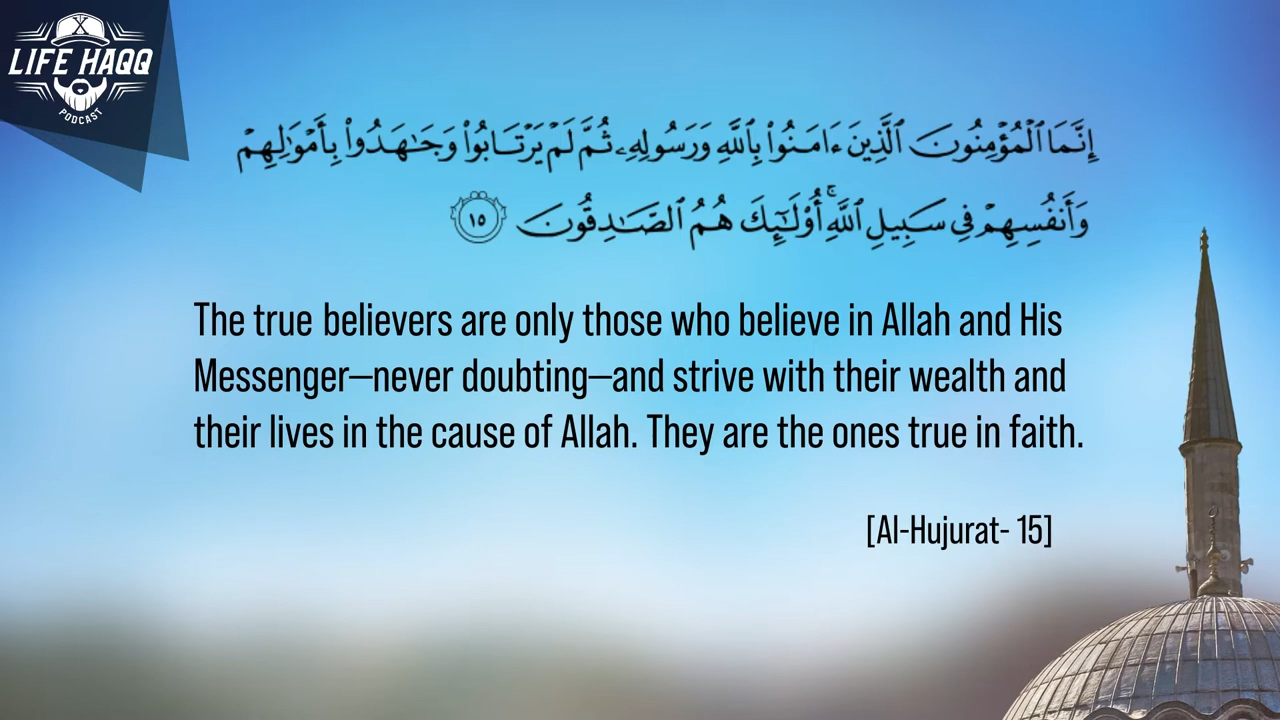 LIFE HAQQ
PODCAST
إِنَّمَا ٱلْمُؤْمِنُونَ ٱلَّذِينَ ءَامَنُوا۟ بِٱللَّهِ وَرَسُولِهِۦ ثُمَّ لَمْ يَرْتَابُوا۟ وَجَـٰهَدُوا۟ بِأَمْوَٰلِهِمْ
وَأَنفُسِهِمْ فِى سَبِيلِ ٱللَّهِ ۚ أُو۟لَـٰٓئِكَ هُمُ ٱلصَّـٰدِقُونَ ١٥
The true believers are only those who believe in Allah and His
Messenger—never doubting—and strive with their wealth and
their lives in the cause of Allah. They are the ones true in faith.
[Al-Hujurat- 15]